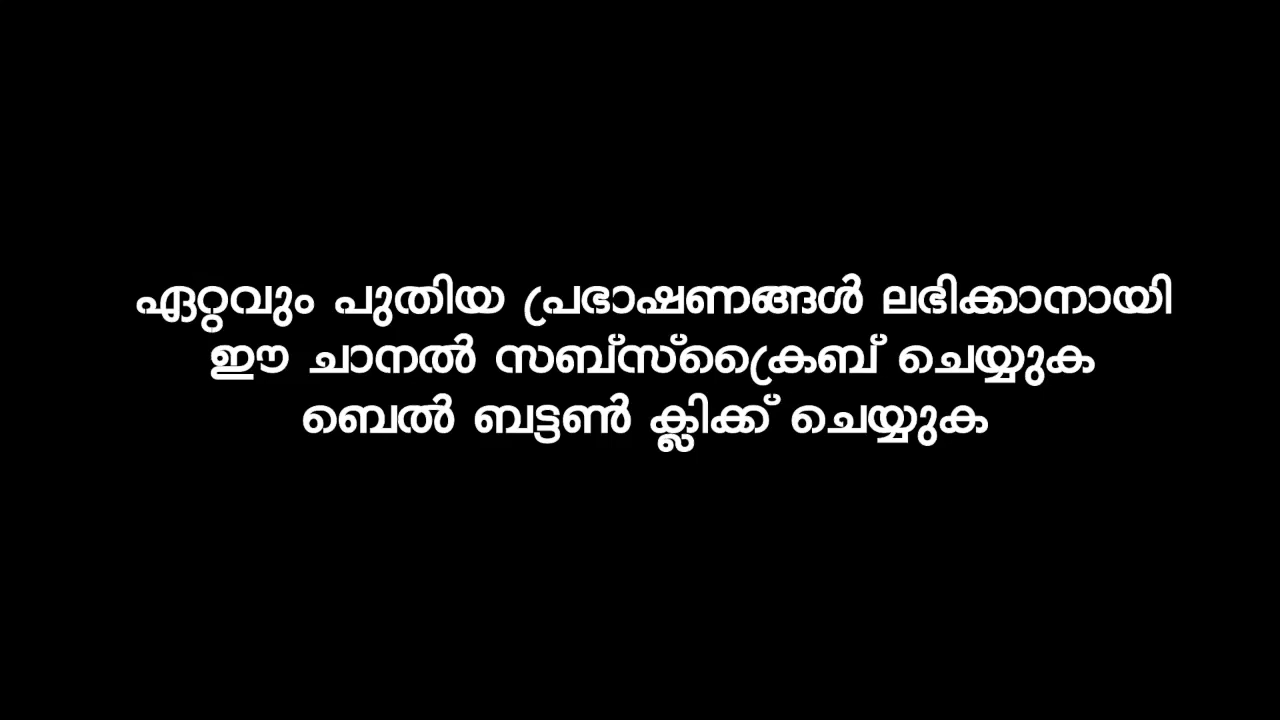 ഏറ്റവും പുതിയ പ്രഭാഷണങ്ങൾ ലഭിക്കാനായി
ഈ ചാനൽ സബ്സ്ക്രൈബ് ചെയ്യുക
ബെൽ ബട്ടൺ ക്ലിക്ക് ചെയ്യുക